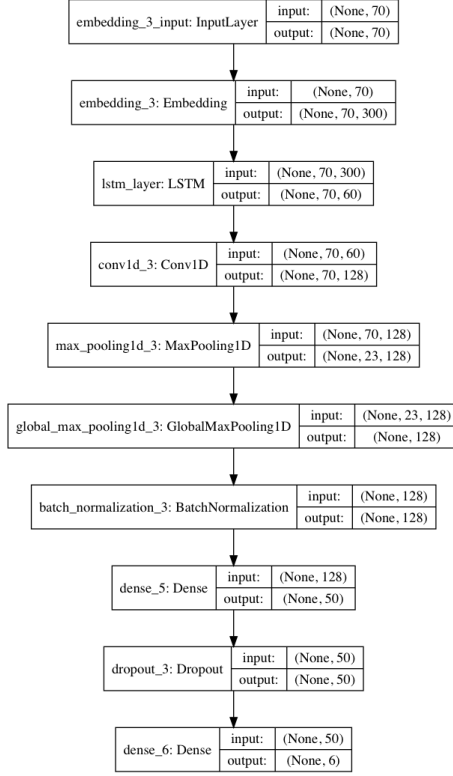 embedding_3_input: InputLayer input: (None, 70)
output: (None, 70)
embedding_3: Embedding input: (None, 70)
output: (None, 70, 300)
lstm_layer: LSTM input: (None, 70, 300)
output: (None, 70, 60)
conv1d_3: Conv1D input: (None, 70, 60)
output: (None, 70, 128)
max_pooling1d_3: MaxPooling1D input: (None, 70, 128)
output: (None, 23, 128)
global_max_pooling1d_3: GlobalMaxPooling1D input: (None, 23, 128)
output: (None, 128)
batch_normalization_3: BatchNormalization input: (None, 128)
output: (None, 128)
dense_5: Dense input: (None, 128)
output: (None, 50)
dropout_3: Dropout input: (None, 50)
output: (None, 50)
dense_6: Dense input: (None, 50)
output: (None, 6)